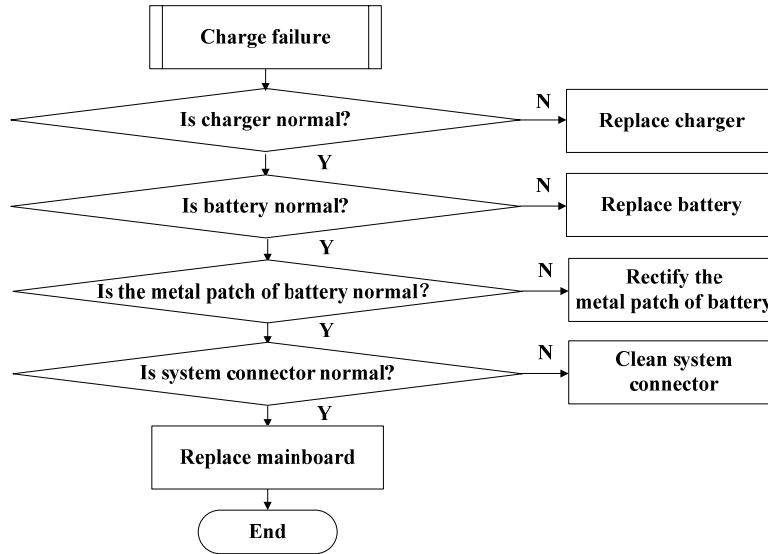 Charge failure
Is charger normal?
N
Replace charger
Y
Is battery normal?
N
Replace battery
Y
Is the metal patch of battery normal?
N
Rectify the
metal patch of battery
Y
Is system connector normal?
N
Clean system
connector
Y
Replace mainboard
End